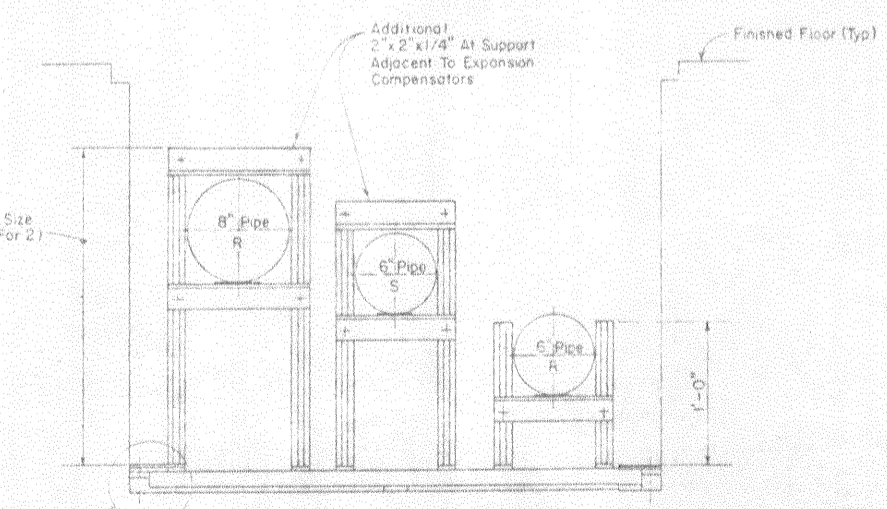 Additional
2"x2"x1/4" At Support
Adjacent To Expansion
Compensators
Finished Floor (Typ)
Size
For 2)
8" Pipe
R
6" Pipe
S
6" Pipe
R
1'-0"